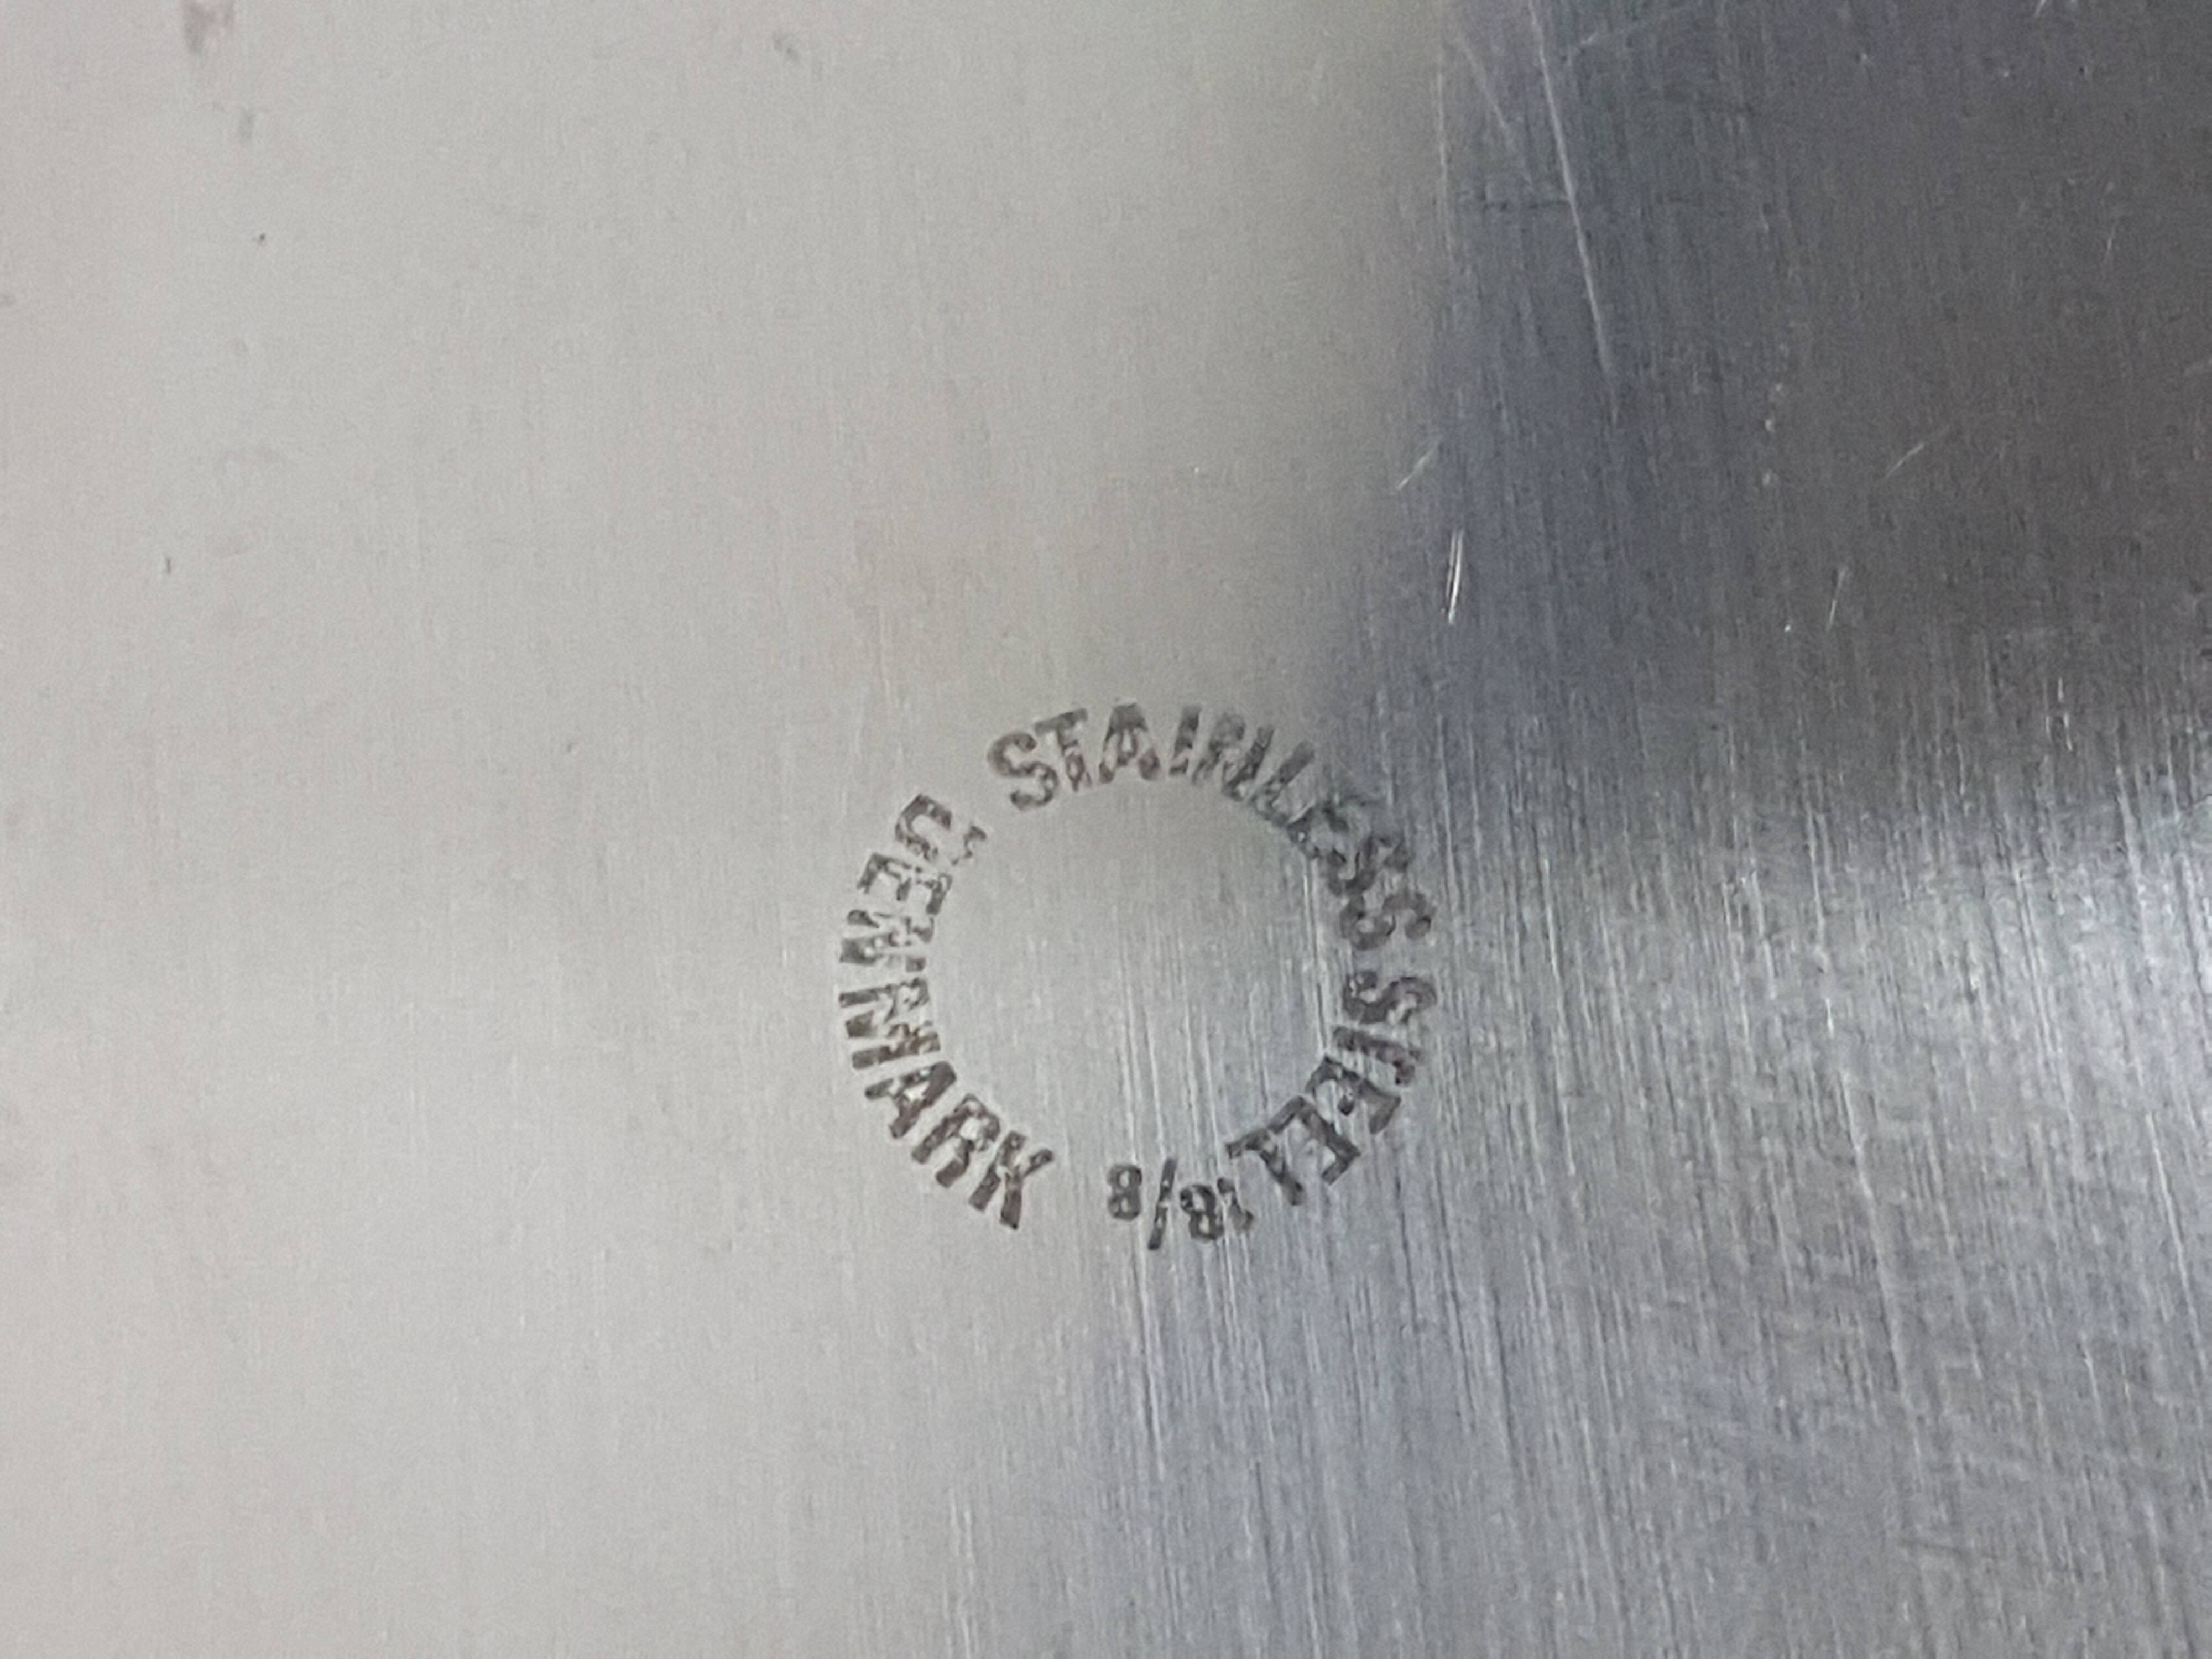 STAINLESS STEEL 18/8
DENMARK